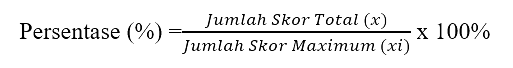 Persentase (%) = Jumlah Skor Total (x) / Jumlah Skor Maximum (xi) x 100%